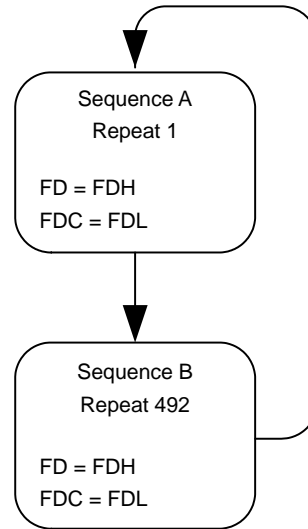 Sequence A
Repeat 1
FD = FDH
FDC = FDL
Sequence B
Repeat 492
FD = FDH
FDC = FDL